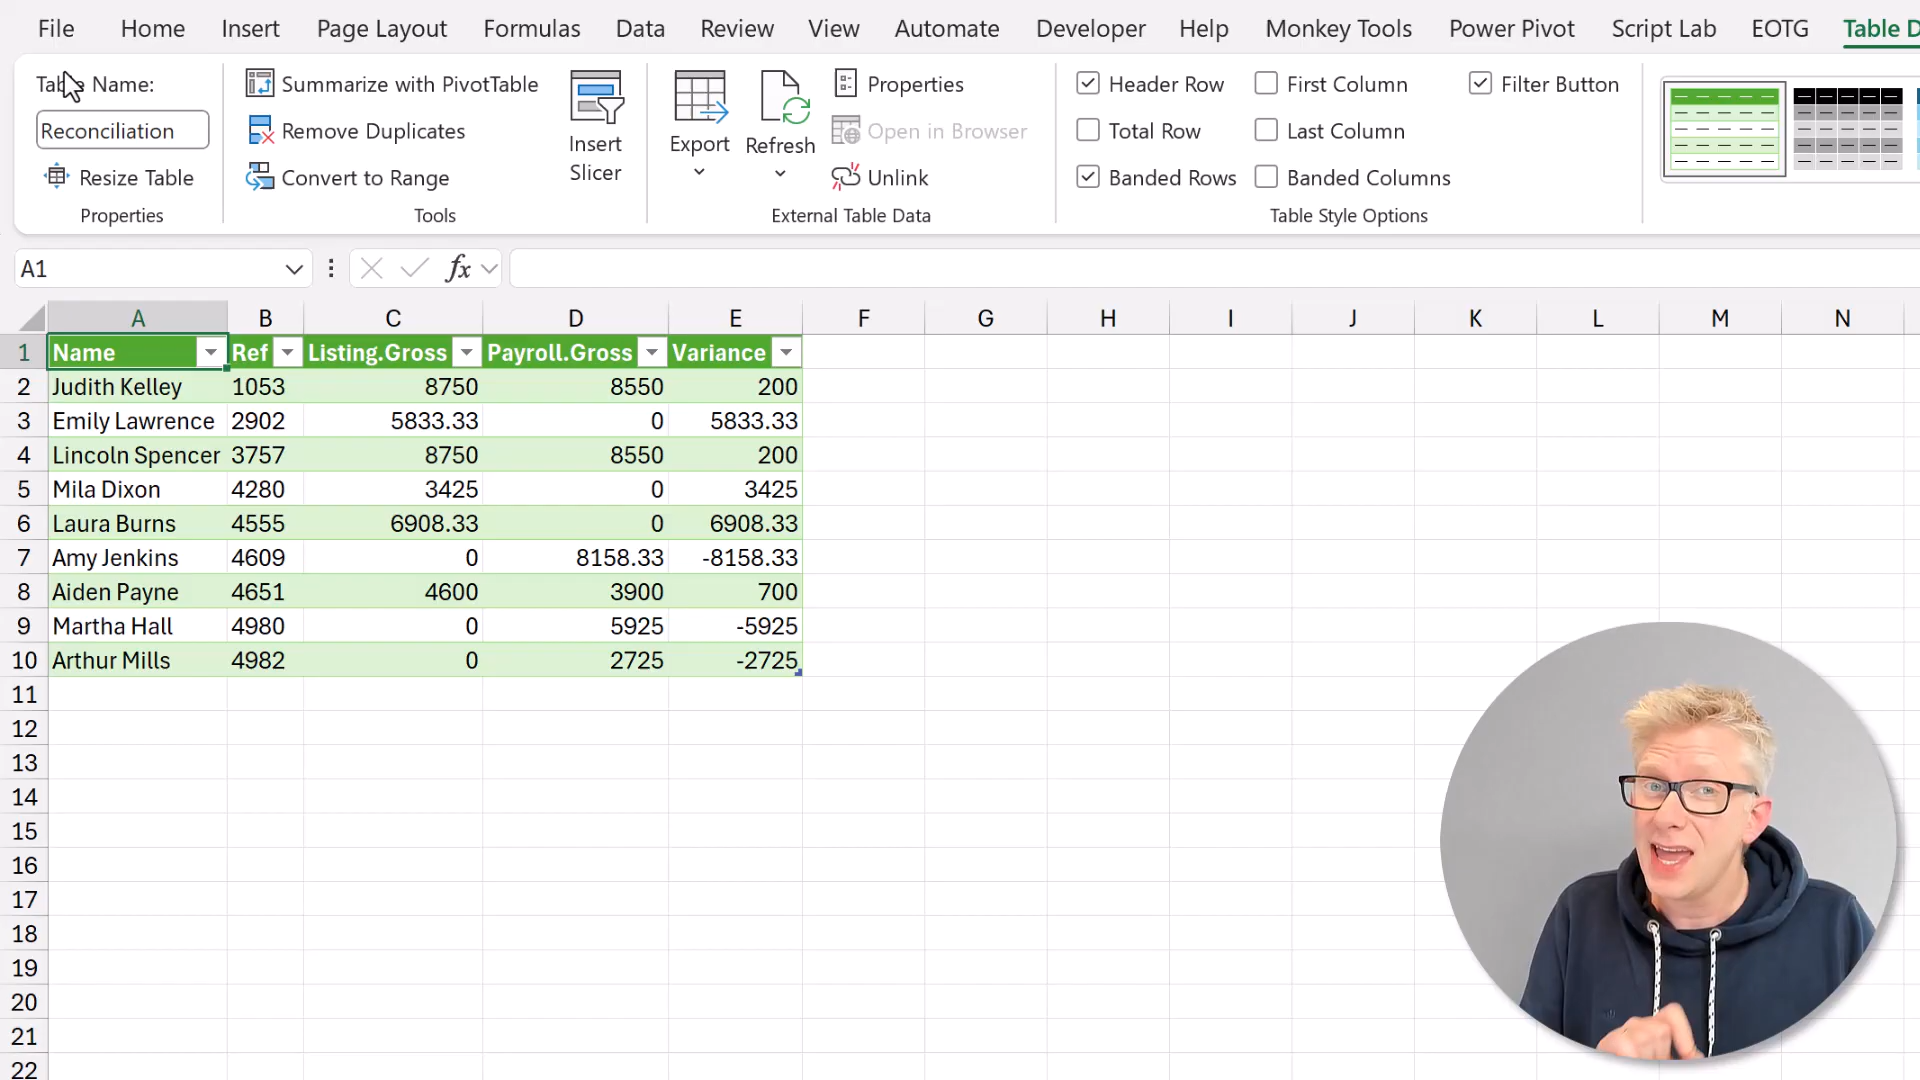 File Home Insert Page Layout Formulas Data Review View Automate Developer Help Monkey Tools Power Pivot Script Lab EOTG Table D
Table Name:
Reconciliation
Resize Table
Properties
Summarize with PivotTable
Remove Duplicates
Convert to Range
Tools
Insert
Slicer
Export
Refresh
Properties
Open in Browser
Unlink
External Table Data
Header Row First Column Filter Button
Total Row Last Column
Banded Rows Banded Columns
Table Style Options
A1 fx
A B C D E F G H I J K L M N
1 Name Ref Listing.Gross Payroll.Gross Variance
2 Judith Kelley 1053 8750 8550 200
3 Emily Lawrence 2902 5833.33 0 5833.33
4 Lincoln Spencer 3757 8750 8550 200
5 Mila Dixon 4280 3425 0 3425
6 Laura Burns 4555 6908.33 0 6908.33
7 Amy Jenkins 4609 0 8158.33 -8158.33
8 Aiden Payne 4651 4600 3900 700
9 Martha Hall 4980 0 5925 -5925
10 Arthur Mills 4982 0 2725 -2725
11
12
13
14
15
16
17
18
19
20
21
22